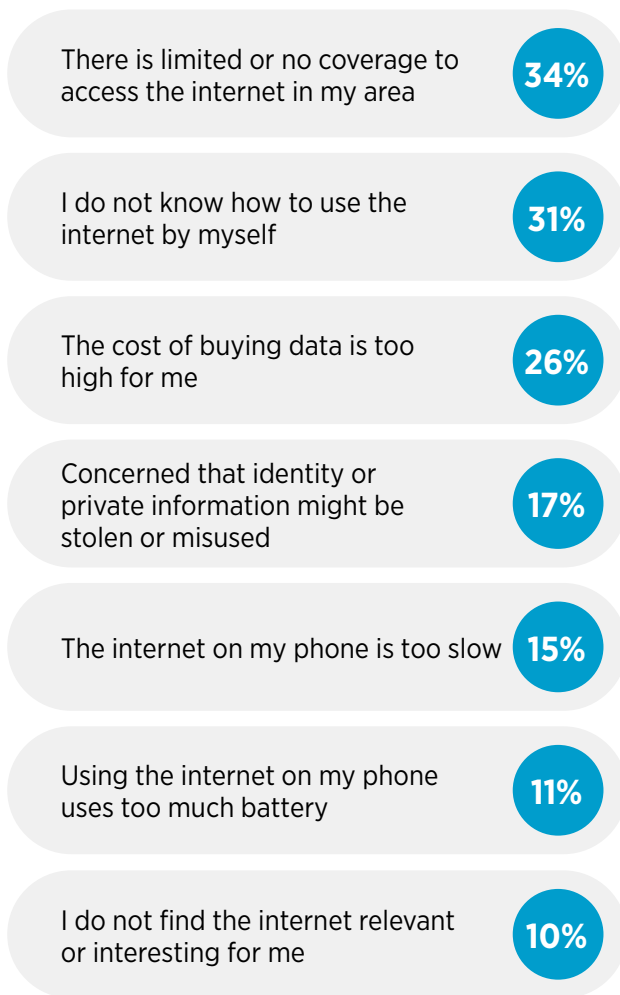 There is limited or no coverage to
access the internet in my area
34%
I do not know how to use the
internet by myself
31%
The cost of buying data is too
high for me
26%
Concerned that identity or
private information might be
stolen or misused
17%
The internet on my phone is too slow
15%
Using the internet on my phone
uses too much battery
11%
I do not find the internet relevant
or interesting for me
10%